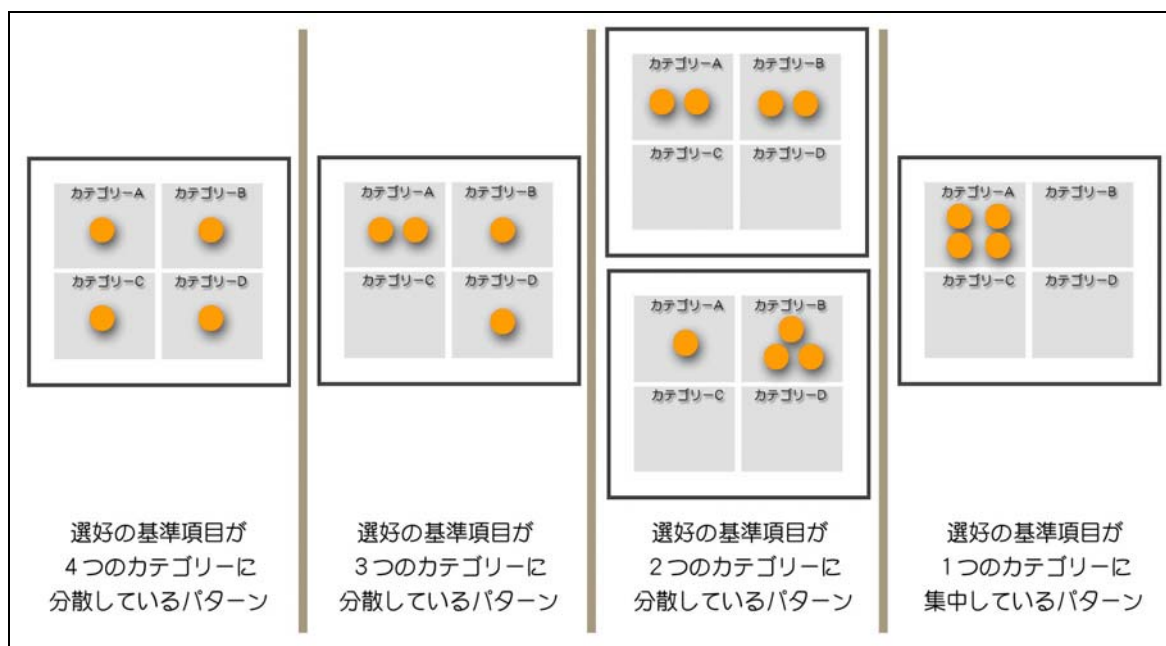 カテゴリーA
カテゴリーB
カテゴリーC
カテゴリーD
選好の基準項目が
4つのカテゴリーに
分散しているパターン
カテゴリーA
カテゴリーB
カテゴリーC
カテゴリーD
選好の基準項目が
3つのカテゴリーに
分散しているパターン
カテゴリーA
カテゴリーB
カテゴリーC
カテゴリーD
カテゴリーA
カテゴリーB
カテゴリーC
カテゴリーD
選好の基準項目が
2つのカテゴリーに
分散しているパターン
カテゴリーA
カテゴリーB
カテゴリーC
カテゴリーD
選好の基準項目が
1つのカテゴリーに
集中しているパターン